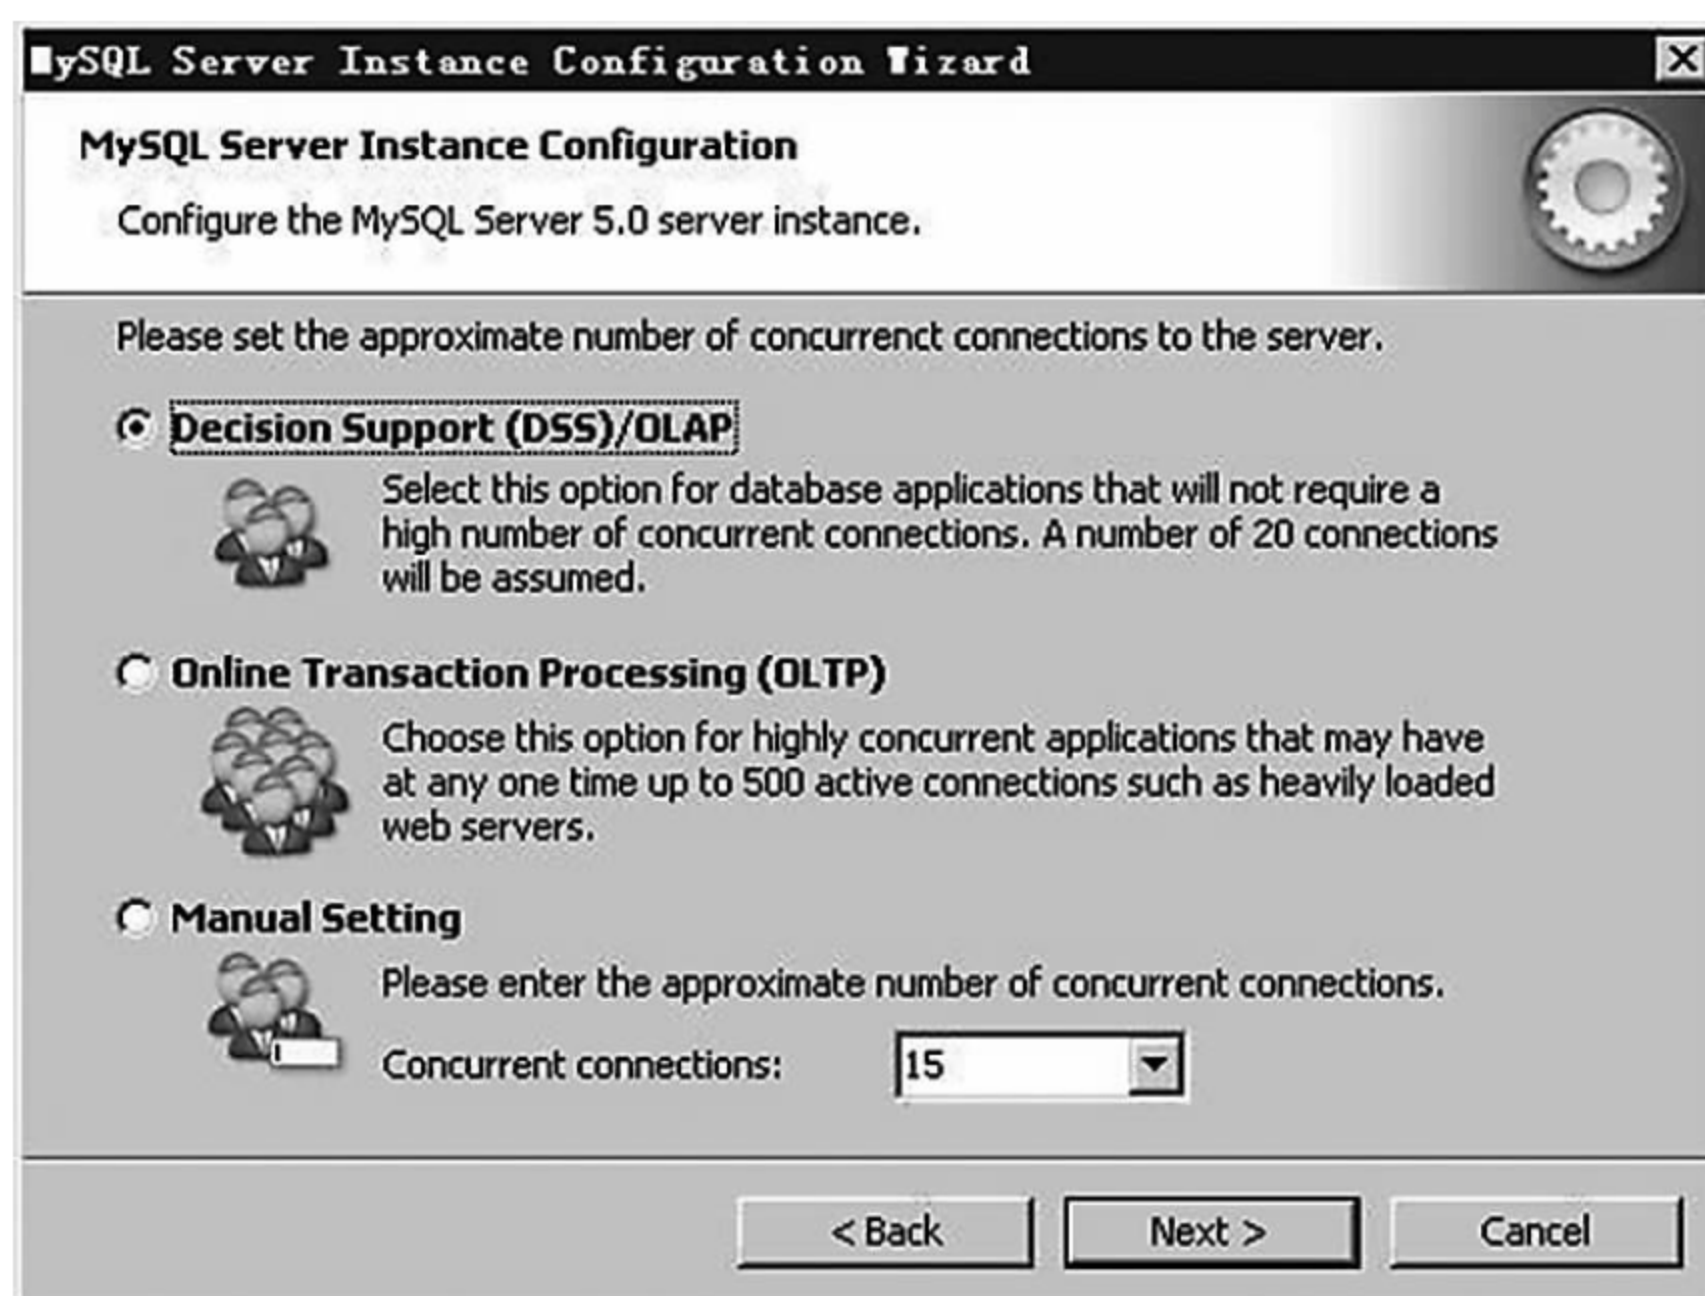 MySQL Server Instance Configuration Wizard
MySQL Server Instance Configuration
Configure the MySQL Server 5.0 server instance.
Please set the approximate number of concurrenct connections to the server.
Decision Support (DSS)/OLAP
Select this option for database applications that will not require a
high number of concurrent connections. A number of 20 connections
will be assumed.
Online Transaction Processing (OLTP)
Choose this option for highly concurrent applications that may have
at any one time up to 500 active connections such as heavily loaded
web servers.
Manual Setting
Please enter the approximate number of concurrent connections.
Concurrent connections: 15
< Back Next > Cancel